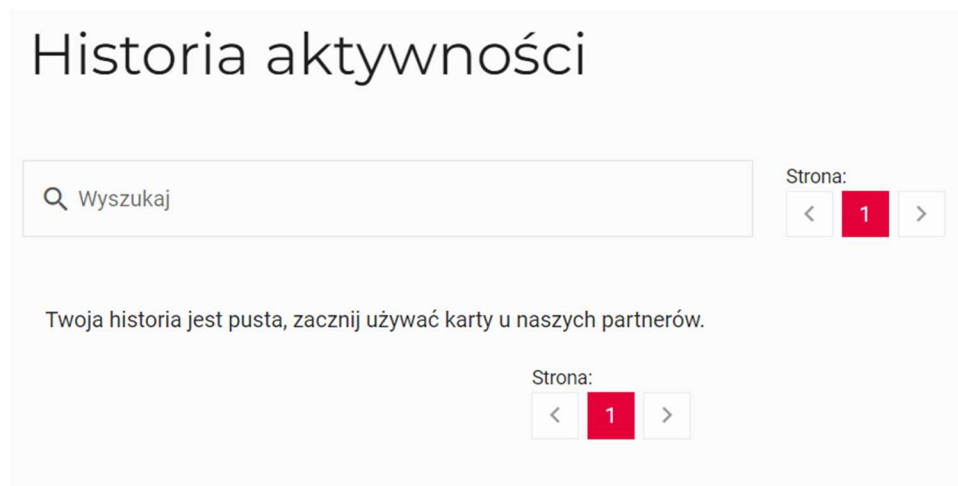 Historia aktywności
Wyszukaj
Strona:
1
Twoja historia jest pusta, zacznij używać karty u naszych partnerów.
Strona:
1